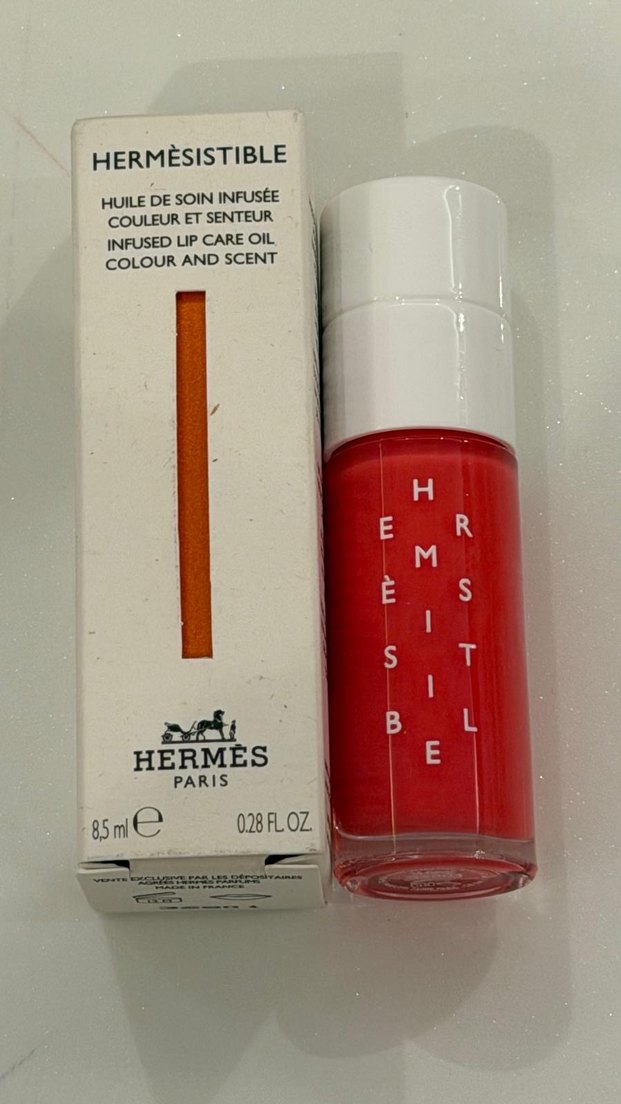 HERMÈSISTIBLE
HUILE DE SOIN INFUSÉE
COULEUR ET SENTEUR
INFUSED LIP CARE OIL
COLOUR AND SCENT
HERMÈS
PARIS
8,5 ml ℮ 0.28 FL. OZ.
VENTE EXCLUSIVE PAR LES DÉPOSITAIRES
AGRÉÉS HERMÈS PARFUMS
MADE IN FRANCE
H
E R
M
È S
I
S T
I
B L
E